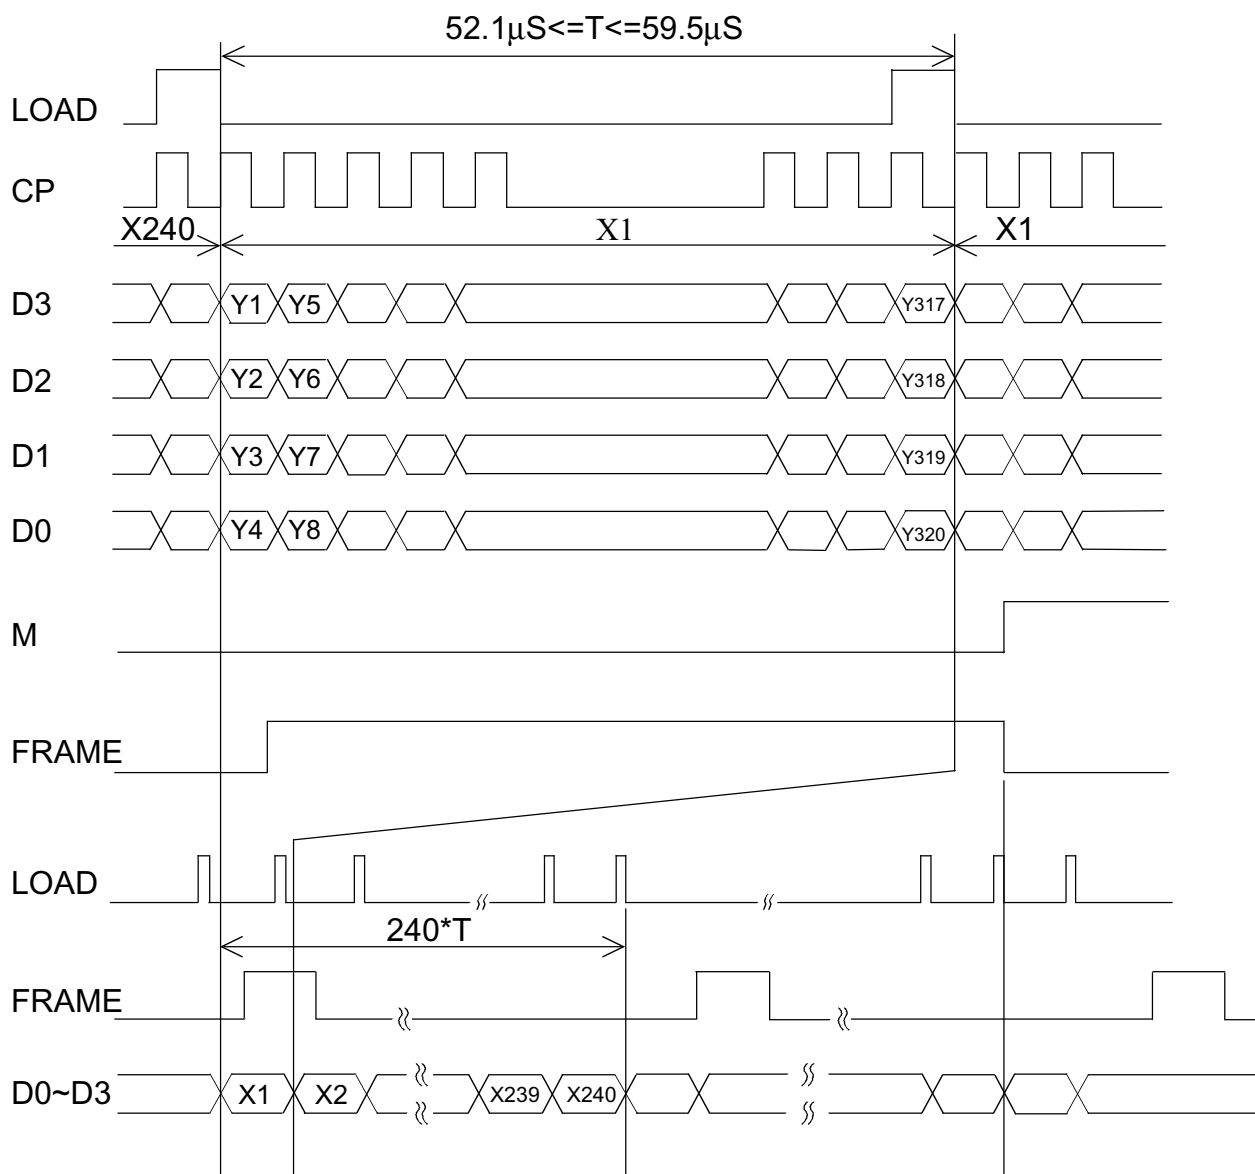 52.1μS<=T<=59.5μS
LOAD
CP
X240 X1 X1
D3 Y1 Y5 Y317
D2 Y2 Y6 Y318
D1 Y3 Y7 Y319
D0 Y4 Y8 Y320
M
FRAME
LOAD
240*T
FRAME
D0~D3 X1 X2 X239 X240